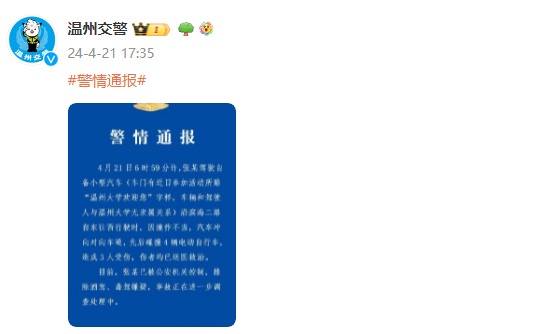 温州交警
24-4-21 17:35
#警情通报#
警情通报
4月21日6时59分许,张某驾驶自
备小型汽车(车门有近日参加活动所贴
“温州大学欢迎您”字样,车辆和驾驶
人与温州大学无隶属关系)沿滨海二路
自东往西行驶时,因操作不当,汽车冲
向对向车道,先后碰撞4辆电动自行车,
造成3人受伤,伤者均已送医救治。
目前,张某已被公安机关控制,排
除酒驾、毒驾嫌疑,事故正在进一步调
查处理中。